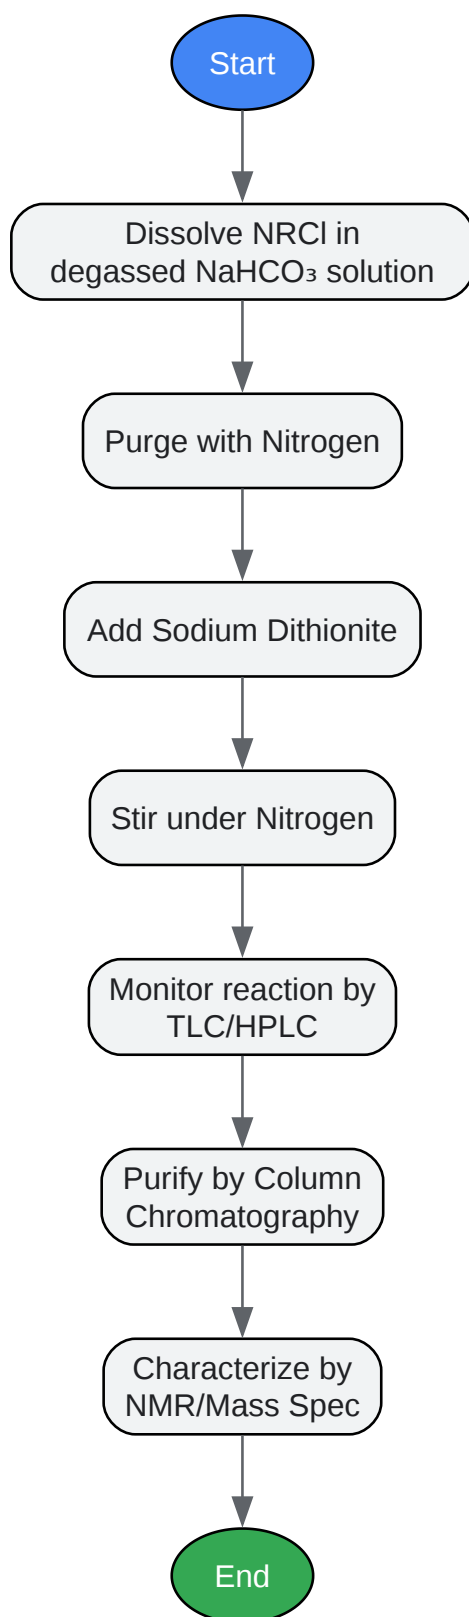 Start
Dissolve NRCl in
degassed NaHCO₃ solution
Purge with Nitrogen
Add Sodium Dithionite
Stir under Nitrogen
Monitor reaction by
TLC/HPLC
Purify by Column
Chromatography
Characterize by
NMR/Mass Spec
End